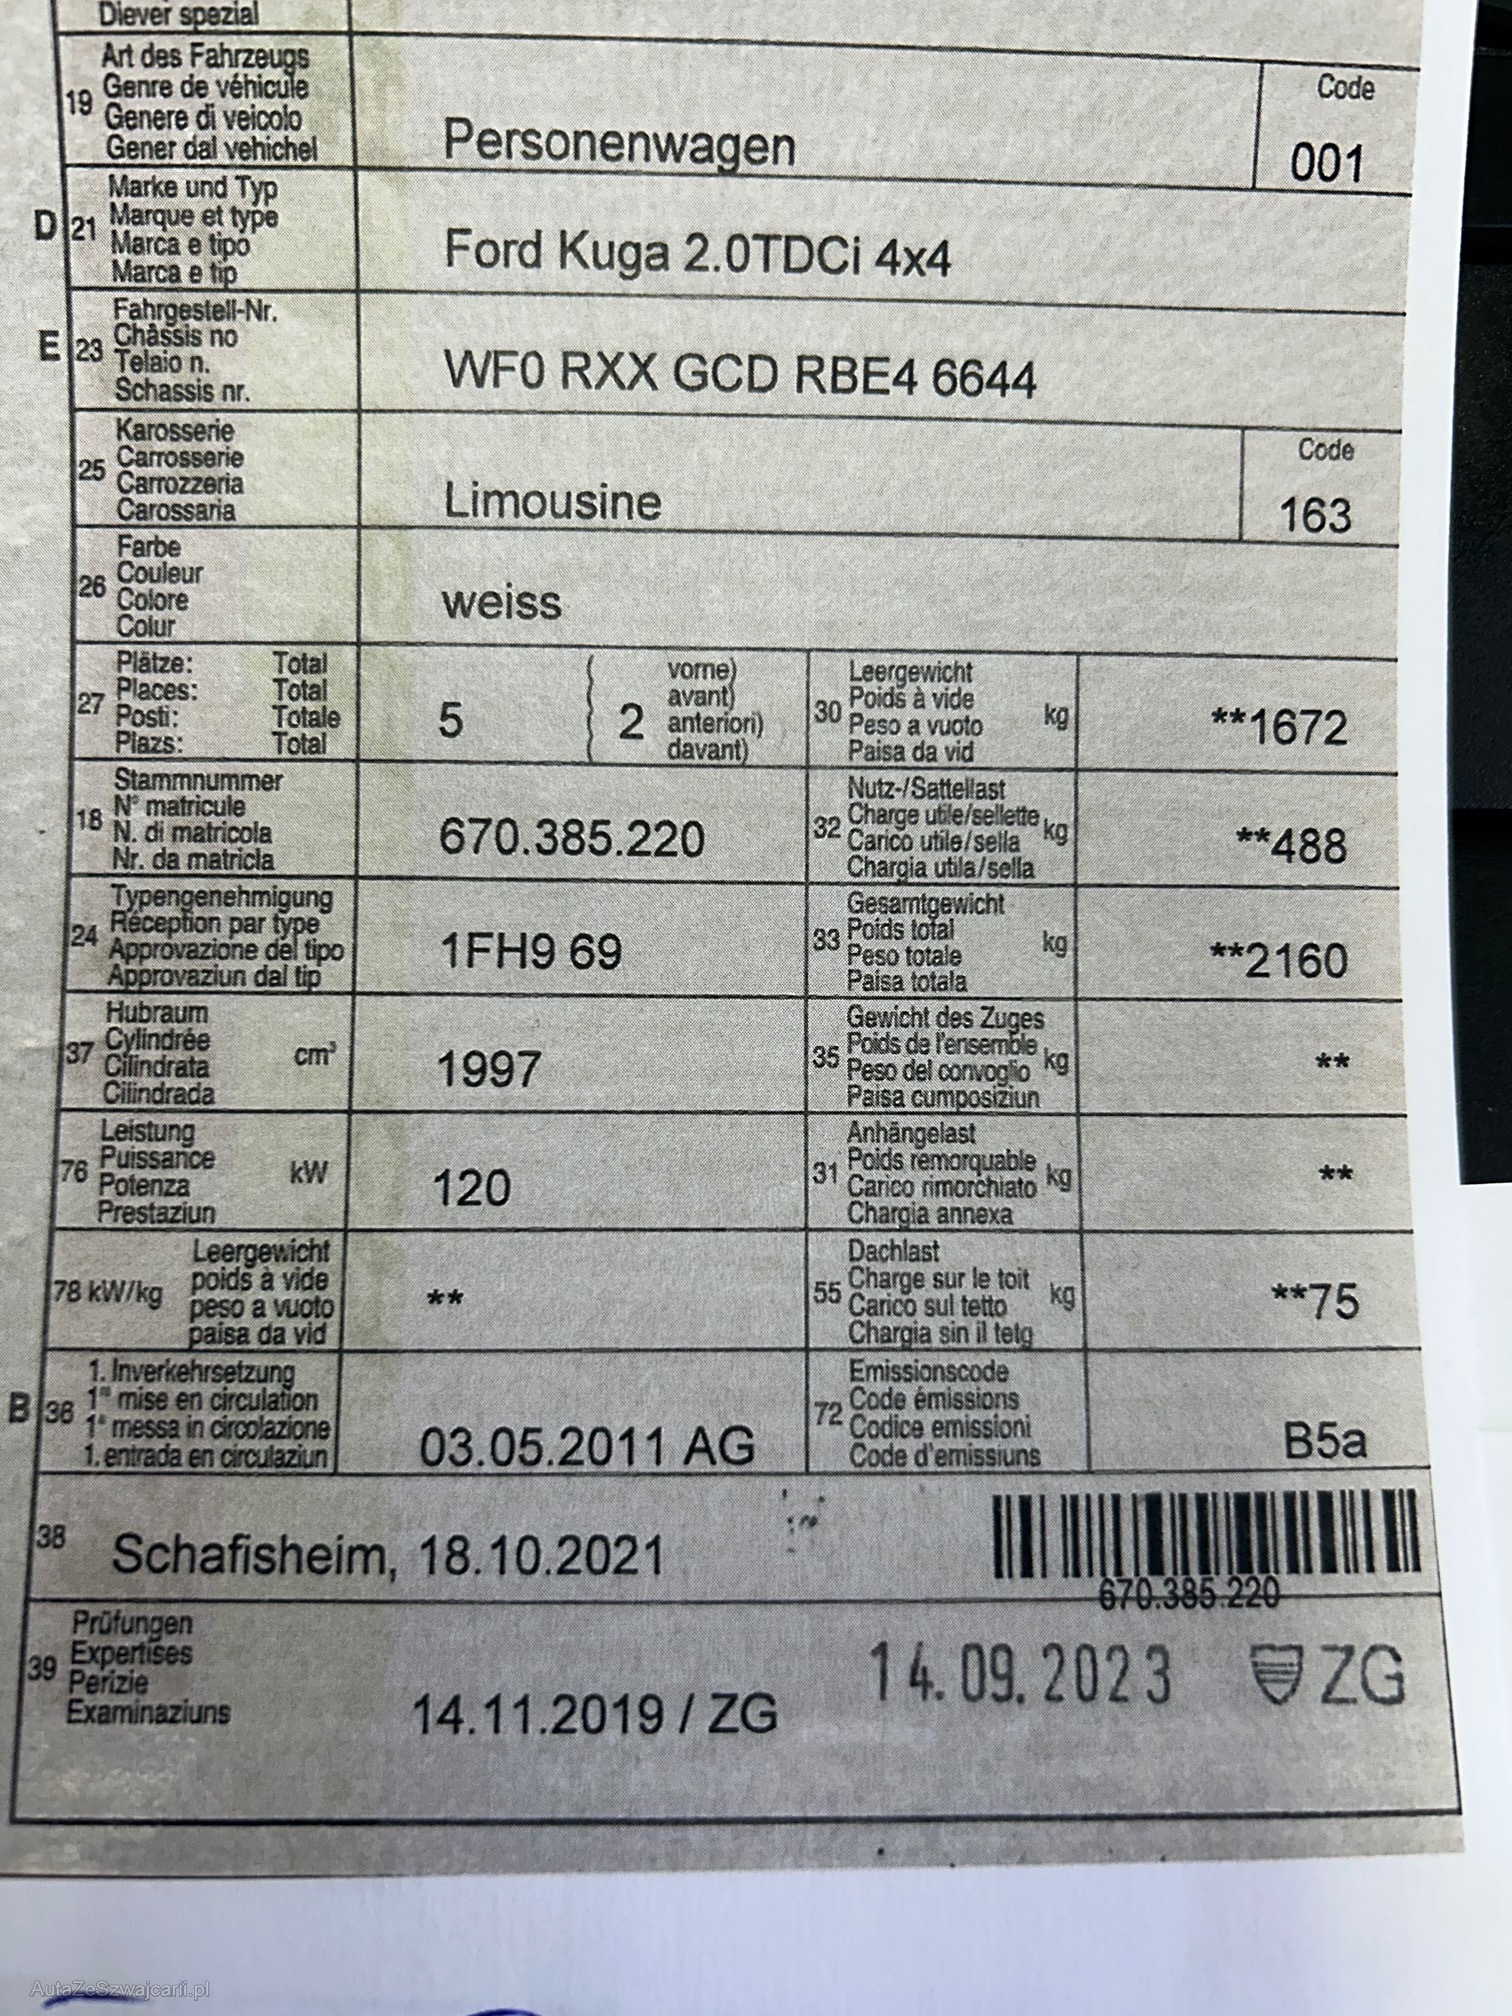 Diever spezial
19 Art des Fahrzeugs
Genre de véhicule
Genere di veicolo
Gener dal vehichel
Personenwagen
Code
001
D 21 Marke und Typ
Marque et type
Marca e tipo
Marca e tip
Ford Kuga 2.0TDCi 4x4
E 23 Fahrgestell-Nr.
Châssis no
Telaio n.
Schassis nr.
WF0 RXX GCD RBE4 6644
25 Karosserie
Carrosserie
Carrozzeria
Carossaria
Limousine
Code
163
26 Farbe
Couleur
Colore
Colur
weiss
27 Plätze: Total
Places: Total
Posti: Totale
Plazs: Total
5 2
vorne)
avant)
anteriori)
davant)
30 Leergewicht
Poids à vide
Peso a vuoto
Paisa da vid
kg
**1672
18 Stammnummer
N° matricule
N. di matricola
Nr. da matricla
670.385.220
32 Nutz-/Sattellast
Charge utile/sellette
Carico utile/sella
Chargia utila/sella
kg
**488
24 Typengenehmigung
Réception par type
Approvazione del tipo
Approvaziun dal tip
1FH9 69
33 Gesamtgewicht
Poids total
Peso totale
Paisa totala
kg
**2160
37 Hubraum
Cylindrée
Cilindrata
Cilindrada
cm³
1997
35 Gewicht des Zuges
Poids de l'ensemble
Peso del convoglio
Paisa cumposiziun
kg
**
76 Leistung
Puissance
Potenza
Prestaziun
kW
120
31 Anhängelast
Poids remorquable
Carico rimorchiato
Chargia annexa
kg
**
78 kW/kg
Leergewicht
poids à vide
peso a vuoto
paisa da vid
**
55 Dachlast
Charge sur le toit
Carico sul tetto
Chargia sin il tetg
kg
**75
B 36 1. Inverkehrsetzung
1re mise en circulation
1a messa in circolazione
1. entrada en circulaziun
03.05.2011 AG
72 Emissionscode
Code émissions
Codice emissioni
Code d'emissiuns
B5a
38 Schafisheim, 18.10.2021
670.385.220
39 Prüfungen
Expertises
Perizie
Examinaziuns
14.11.2019 / ZG
14.09.2023 ZG
AutaZeSzwajcarii.pl